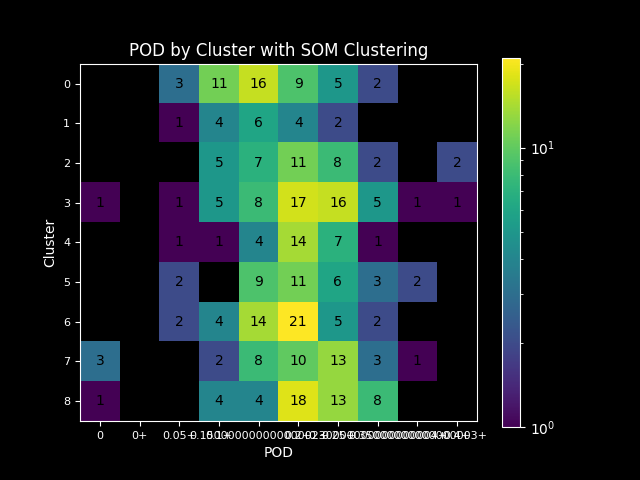 POD by Cluster with SOM Clustering
0 3 11 16 9 5 2
1 1 4 6 4 2
2 5 7 11 8 2 2
3 1 1 5 8 17 16 5 1 1
4 1 1 4 14 7 1
5 2 9 11 6 3 2
6 2 4 14 21 5 2
7 3 2 8 10 13 3 1
8 1 4 4 18 13 8
0 0+ 0.05+
POD
Cluster
10¹
10⁰